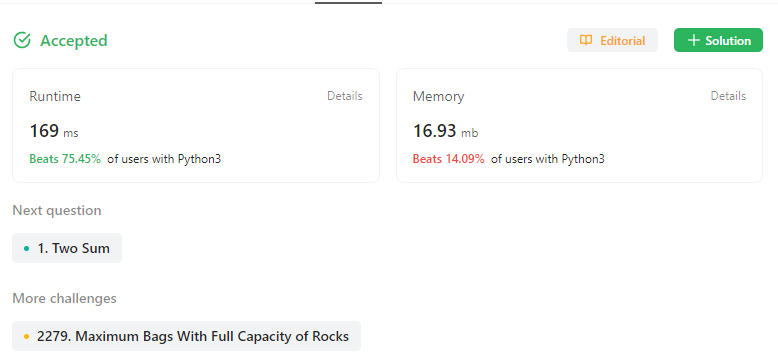 Accepted
Editorial
Solution
Runtime
Details
169 ms
Beats 75.45% of users with Python3
Memory
Details
16.93 mb
Beats 14.09% of users with Python3
Next question
1. Two Sum
More challenges
2279. Maximum Bags With Full Capacity of Rocks